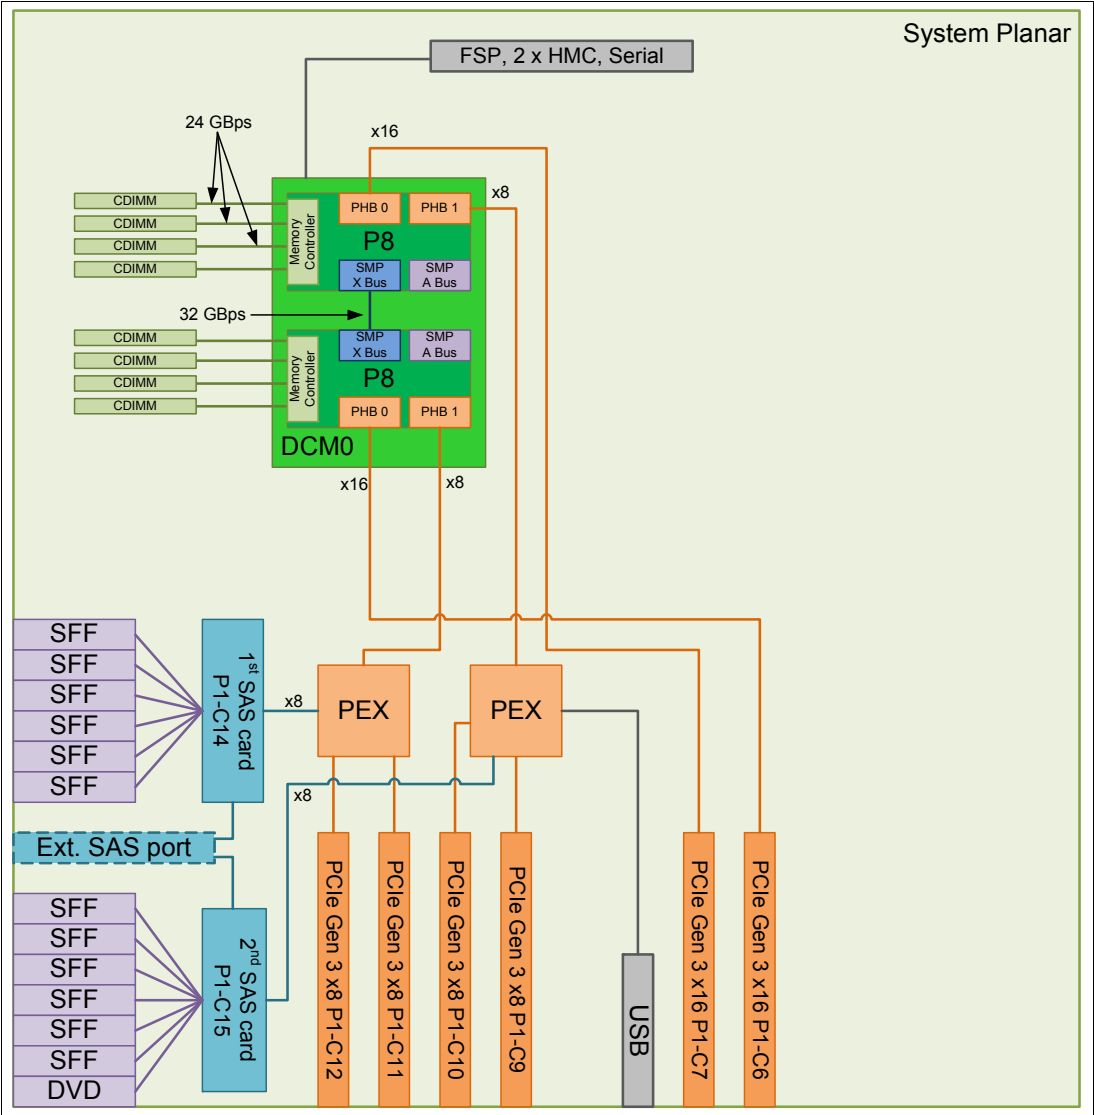 System Planar
FSP, 2 x HMC, Serial
24 GBps
x16
x8
CDIMM
CDIMM
CDIMM
CDIMM
Memory
Controller
PHB 0
PHB 1
P8
SMP
X Bus
SMP
A Bus
32 GBps
CDIMM
CDIMM
CDIMM
CDIMM
Memory
Controller
SMP
X Bus
SMP
A Bus
P8
PHB 0
PHB 1
DCM0
x16
x8
SFF
SFF
SFF
SFF
SFF
SFF
1st SAS card
P1-C14
x8
PEX
PEX
x8
Ext. SAS port
SFF
SFF
SFF
SFF
SFF
SFF
DVD
2nd SAS card
P1-C15
PCIe Gen 3 x8 P1-C12
PCIe Gen 3 x8 P1-C11
PCIe Gen 3 x8 P1-C10
PCIe Gen 3 x8 P1-C9
USB
PCIe Gen 3 x16 P1-C7
PCIe Gen 3 x16 P1-C6